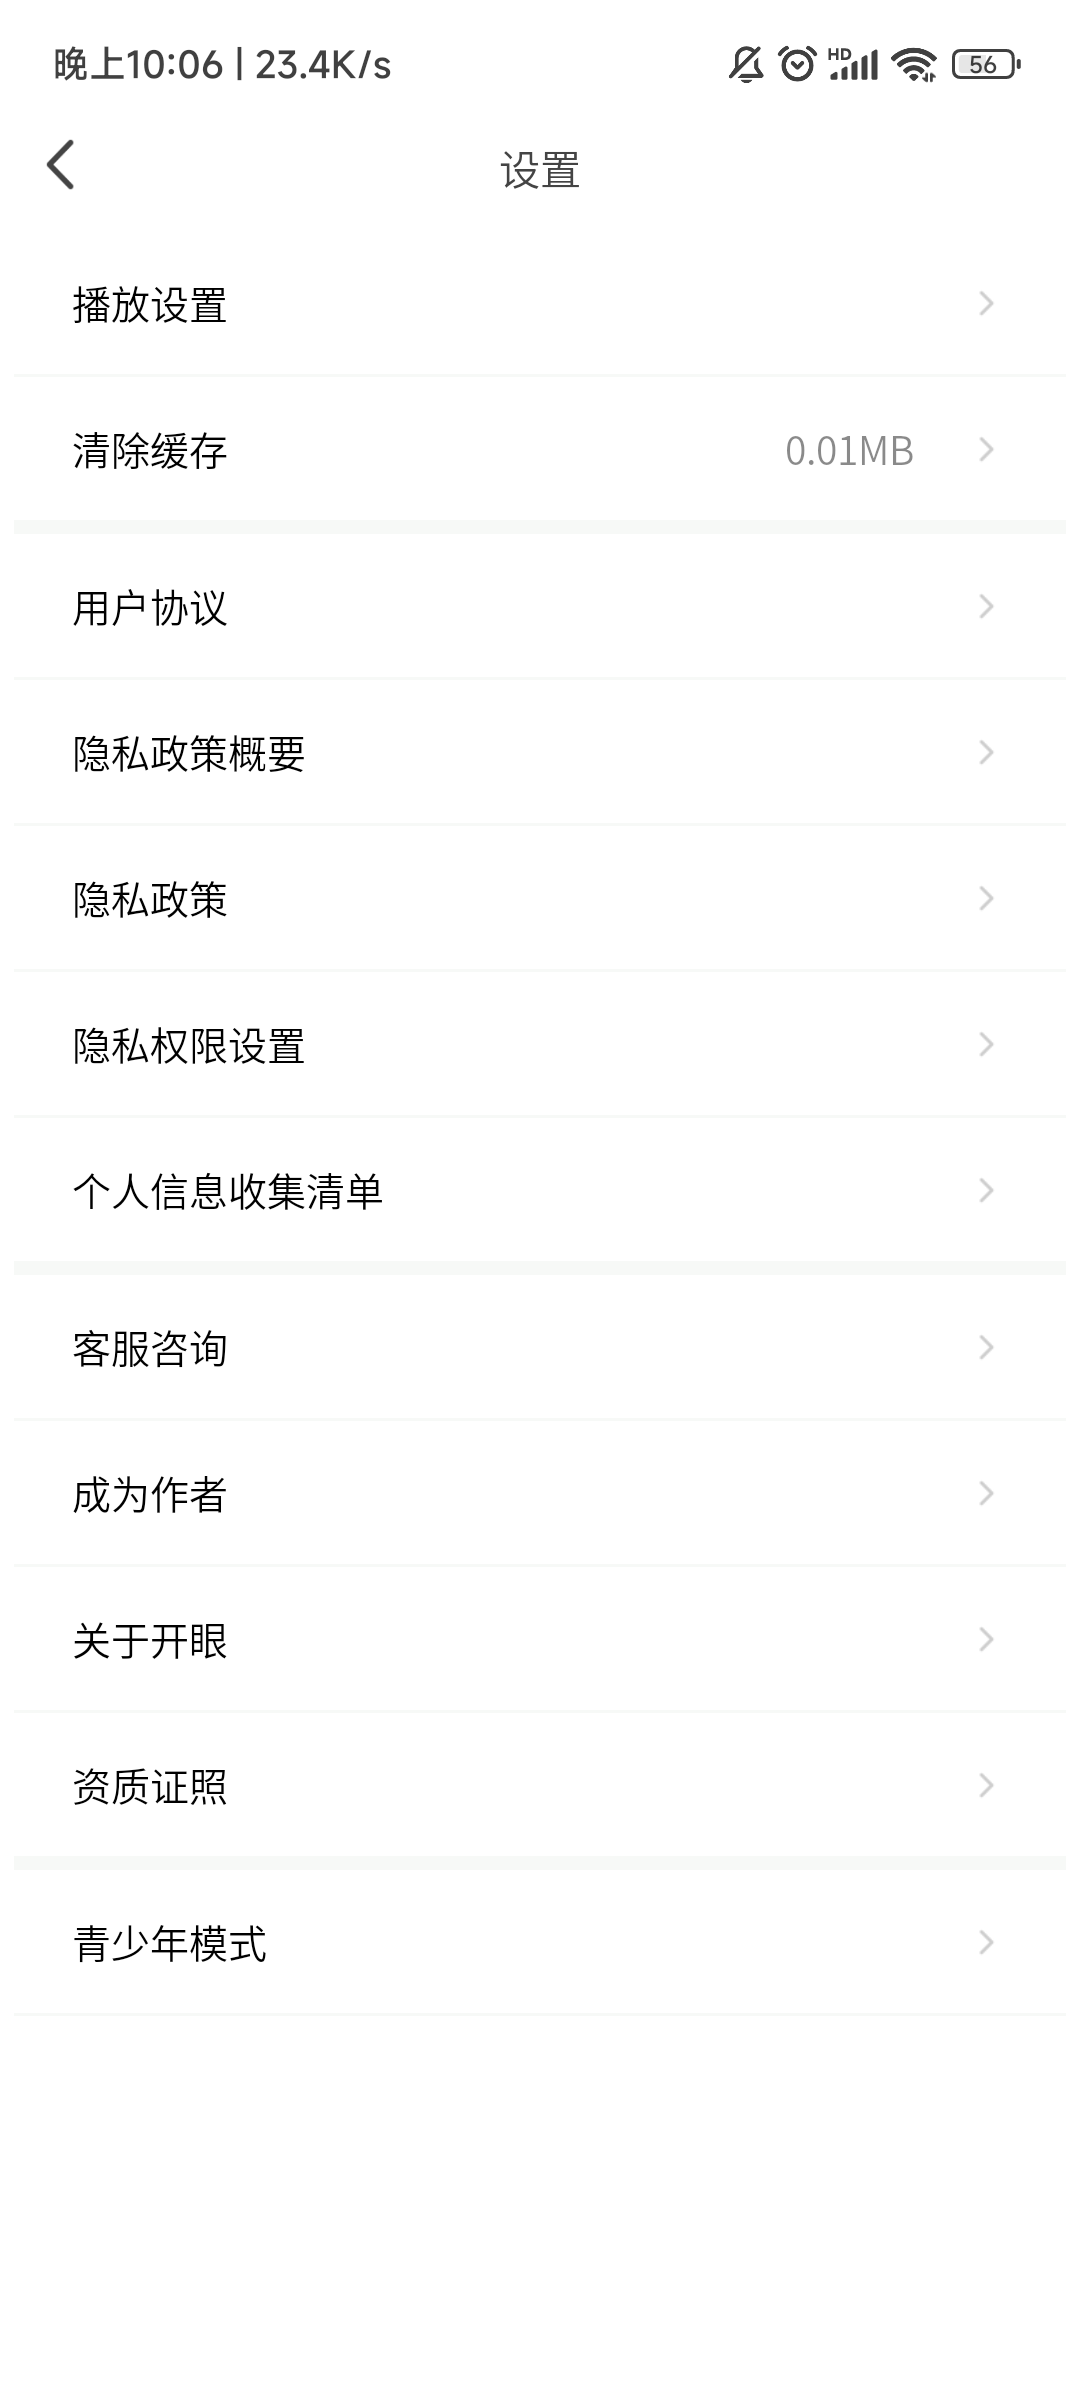 晚上10:06 | 23.4K/s
HD
56
设置
播放设置
清除缓存 0.01MB
用户协议
隐私政策概要
隐私政策
隐私权限设置
个人信息收集清单
客服咨询
成为作者
关于开眼
资质证照
青少年模式